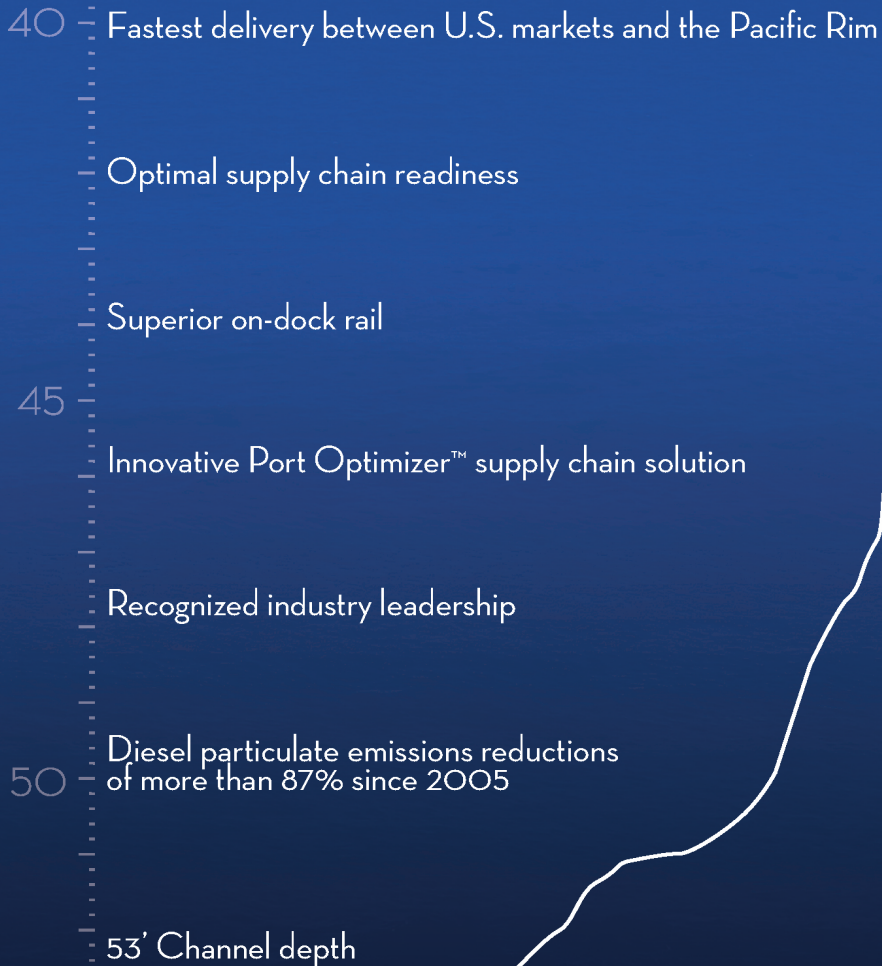 40 Fastest delivery between U.S. markets and the Pacific Rim
Optimal supply chain readiness
Superior on-dock rail
45
Innovative Port Optimizer™ supply chain solution
Recognized industry leadership
Diesel particulate emissions reductions
50 of more than 87% since 2005
53’ Channel depth